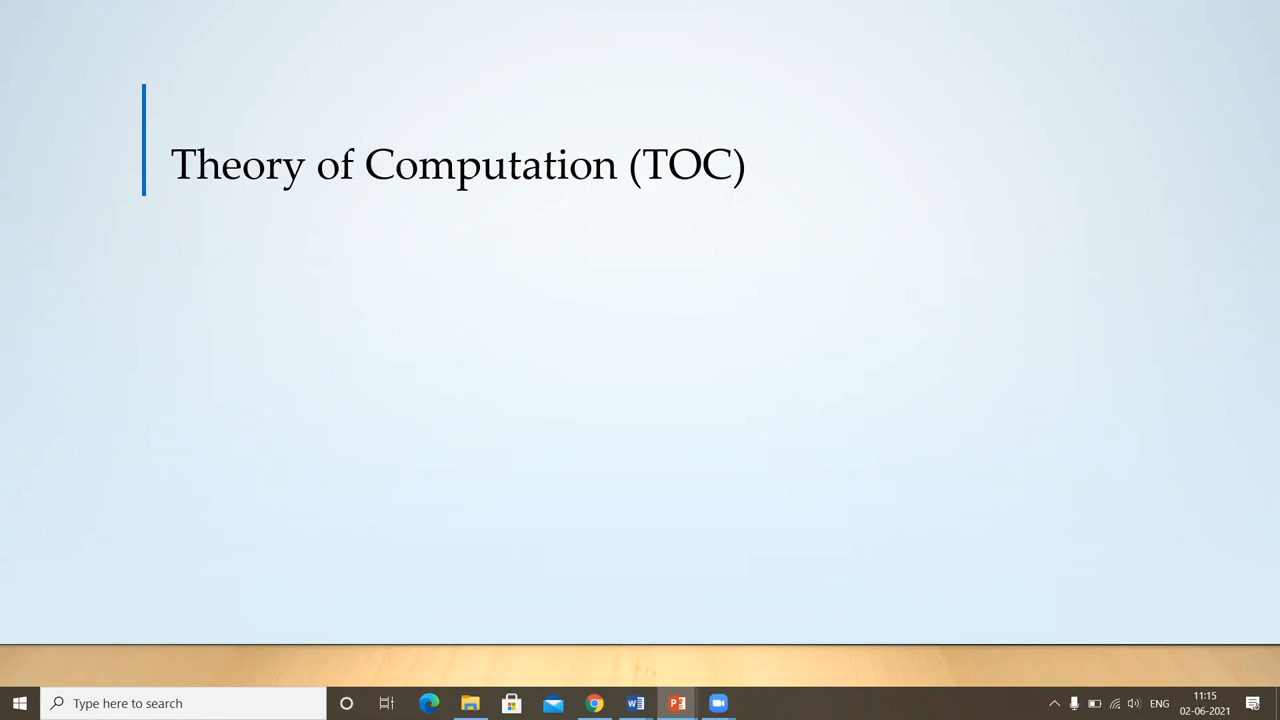 Theory of Computation (TOC)
Type here to search
ENG
11:15
02-06-2021